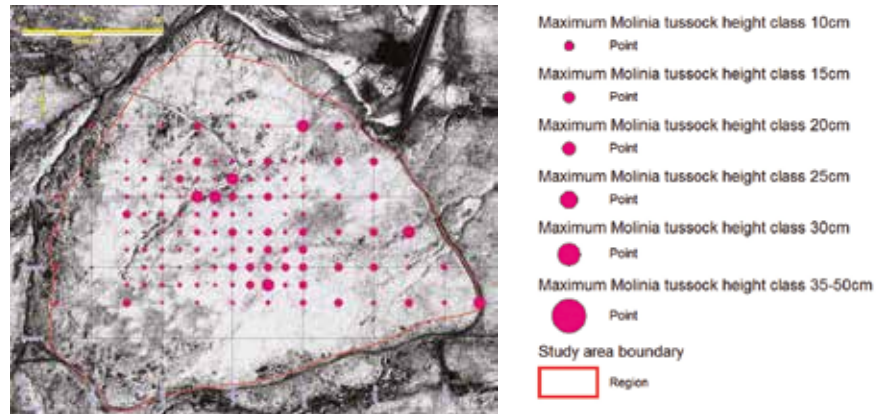 Maximum Molinia tussock height class 10cm
Point
Maximum Molinia tussock height class 15cm
Point
Maximum Molinia tussock height class 20cm
Point
Maximum Molinia tussock height class 25cm
Point
Maximum Molinia tussock height class 30cm
Point
Maximum Molinia tussock height class 35-50cm
Point
Study area boundary
Region